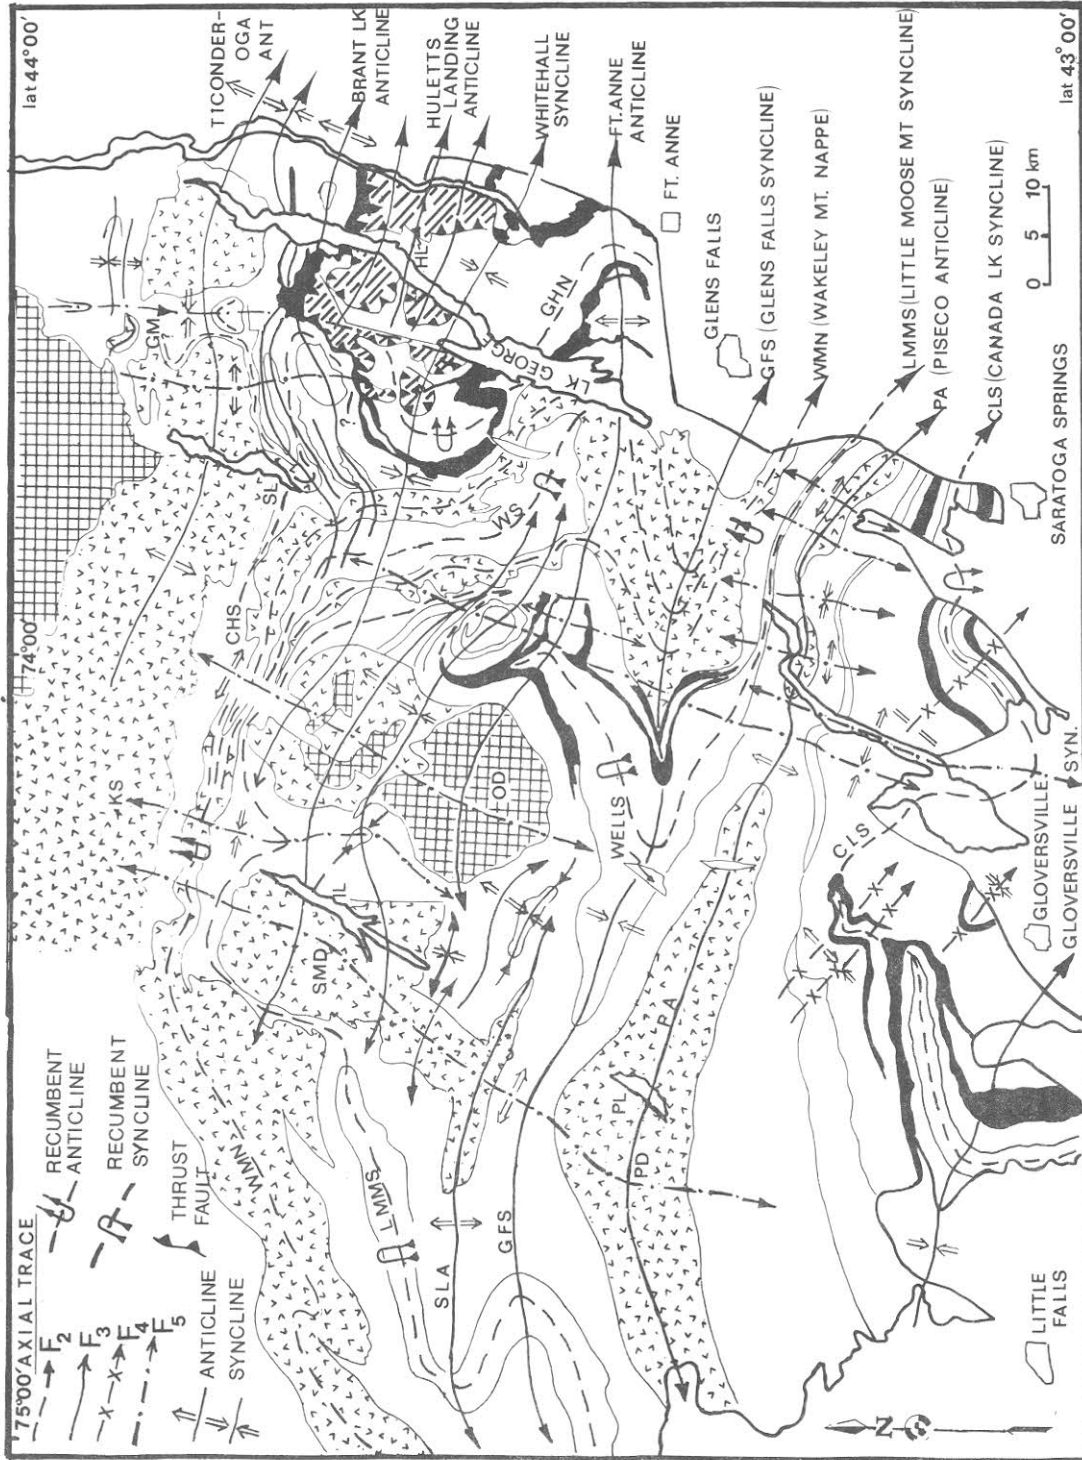 75°00'
AXIAL TRACE
F2
F3
F4
F5
ANTICLINE
SYNCLINE
RECUMBENT
ANTICLINE
RECUMBENT
SYNCLINE
THRUST
FAULT
74°00'
lat 44°00'
TICONDER-
OGA
ANT
BRANT LK
ANTICLINE
HULETTS
LANDING
ANTICLINE
WHITEHALL
SYNCLINE
FT. ANNE
ANTICLINE
FT. ANNE
GLENS FALLS
GFS (GLENS FALLS SYNCLINE)
WMN (WAKELEY MT. NAPPE)
LMMS (LITTLE MOOSE MT SYNCLINE)
PA (PISECO ANTICLINE)
CLS (CANADA LK SYNCLINE)
0 5 10 km
lat 43°00'
SARATOGA SPRINGS
GM
HL
GHN
LK GEORGE
?
SL
WS
CHS
KS
OD
IL
SMD
WELLS
WMN
LMMS
SLA
GFS
PL
PD
PA
CLS
GLOVERSVILLE
GLOVERSVILLE SYN.
LITTLE
FALLS
N